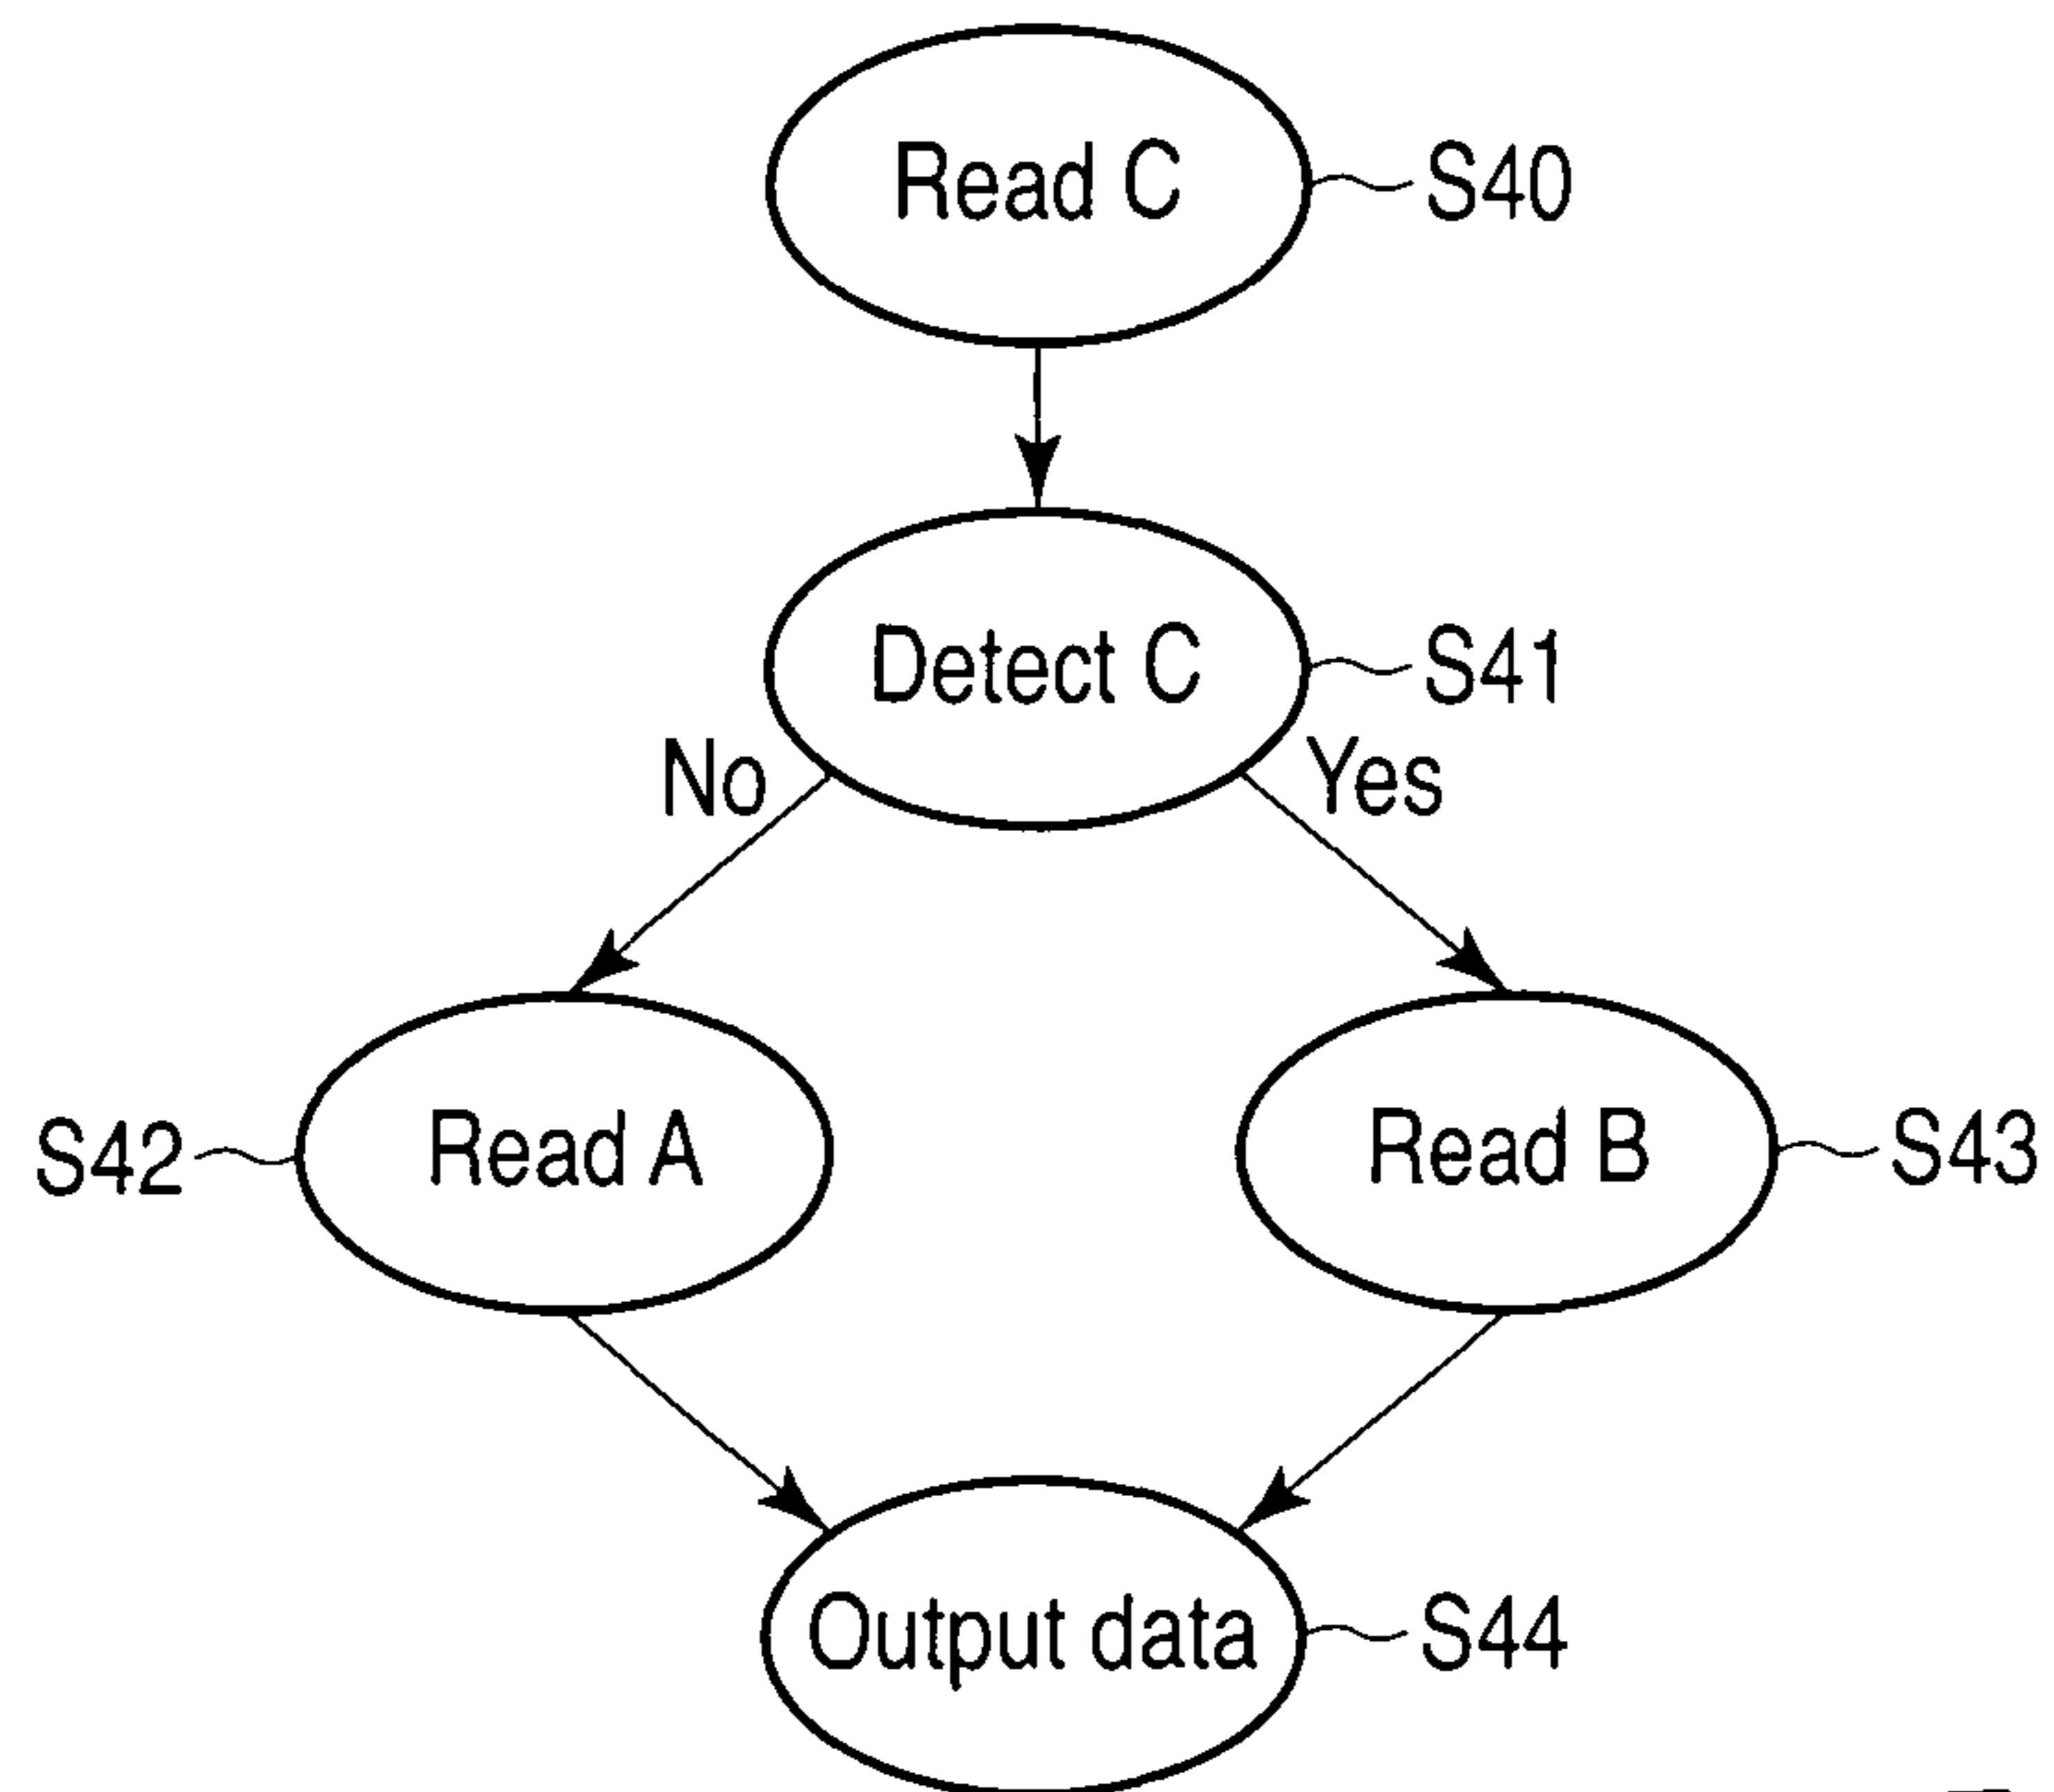 Read C
S40
Detect C
S41
No
Yes
S42
Read A
Read B
S43
Output data
S44